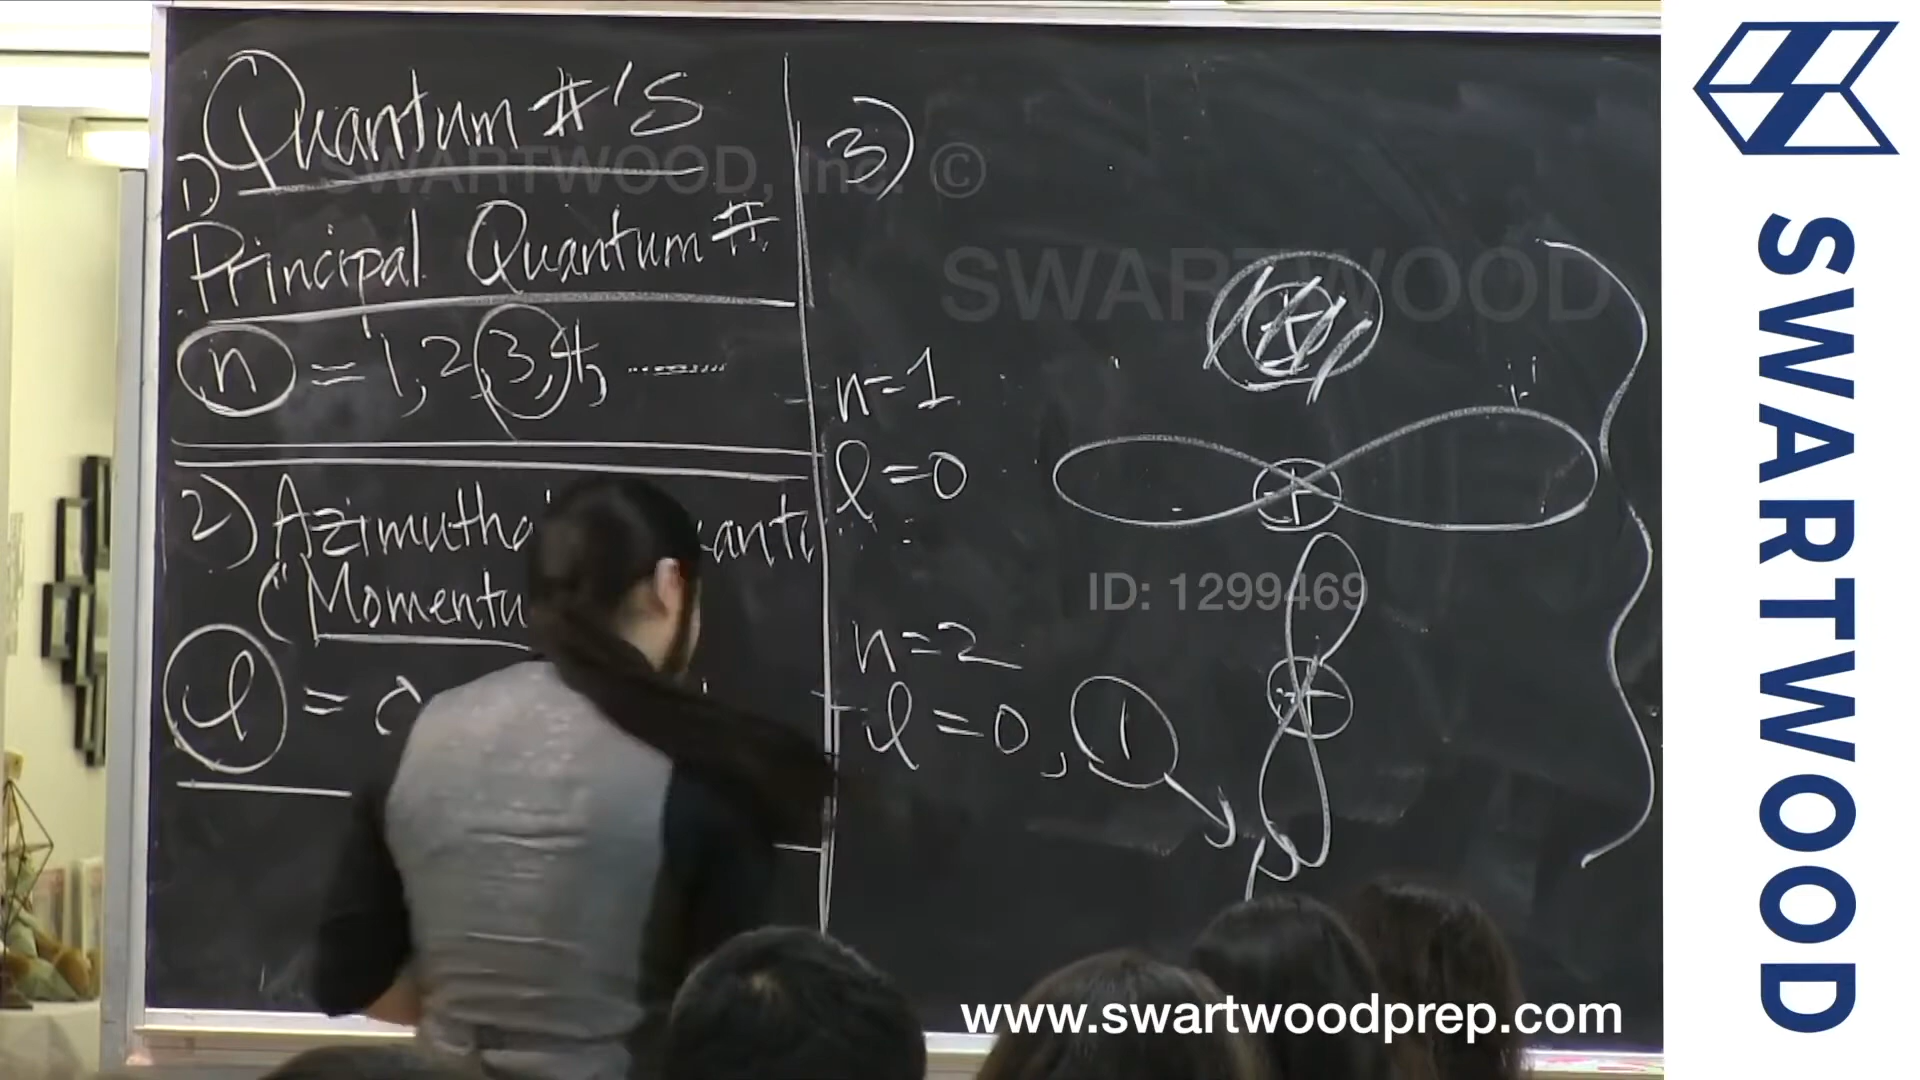 Quantum #'s
1)
Principal Quantum #
n = 1, 2, 3, 4, ......
2) Azimutha
("Momentu
l =
3)
n=1
l=0
n=2
l=0, 1
p
+
+
SWARTWOOD, Inc. ©
SWARTWOOD
ID: 1299469
www.swartwoodprep.com
SWARTWOOD